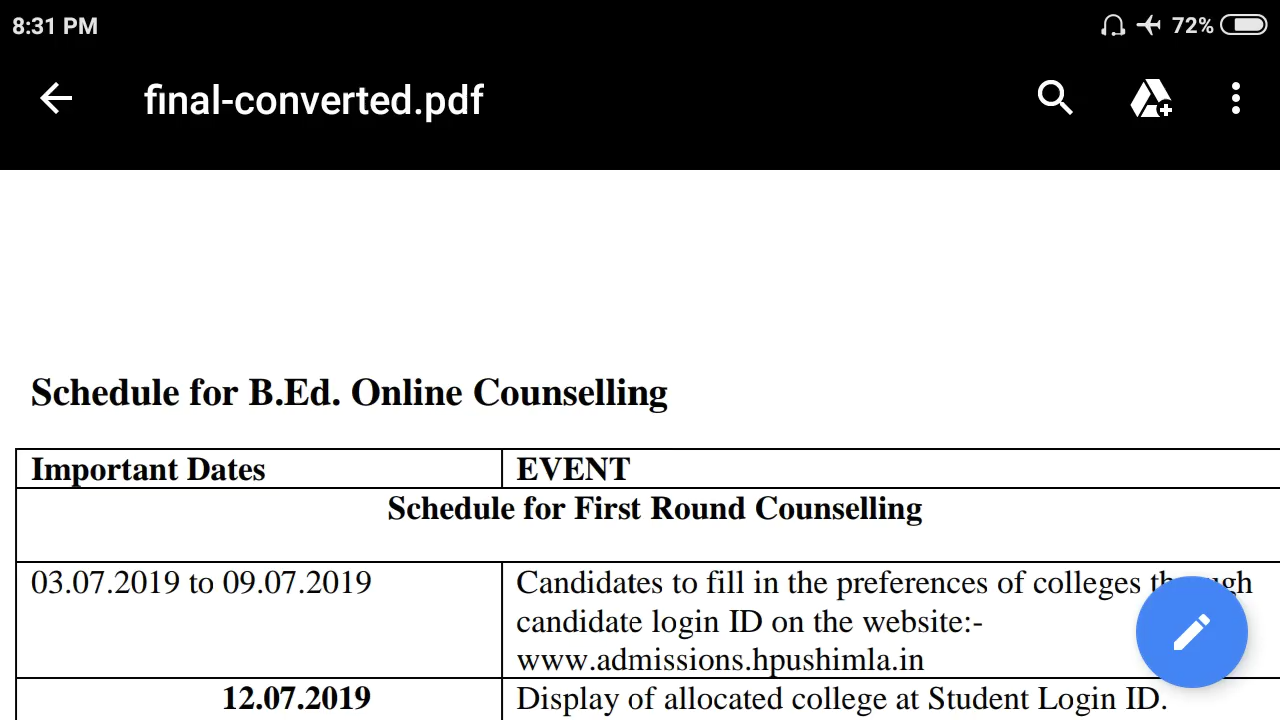 8:31 PM
72%
final-converted.pdf
Schedule for B.Ed. Online Counselling
Important Dates EVENT
Schedule for First Round Counselling
03.07.2019 to 09.07.2019 Candidates to fill in the preferences of colleges through
candidate login ID on the website:-
www.admissions.hpushimla.in
12.07.2019 Display of allocated college at Student Login ID.